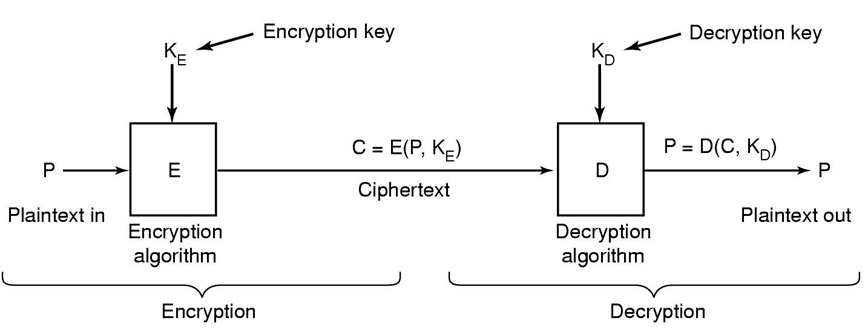 K_E
Encryption key
K_D
Decryption key
P
E
C = E(P, K_E)
Ciphertext
D
P = D(C, K_D)
P
Plaintext in
Encryption
algorithm
Decryption
algorithm
Plaintext out
Encryption
Decryption